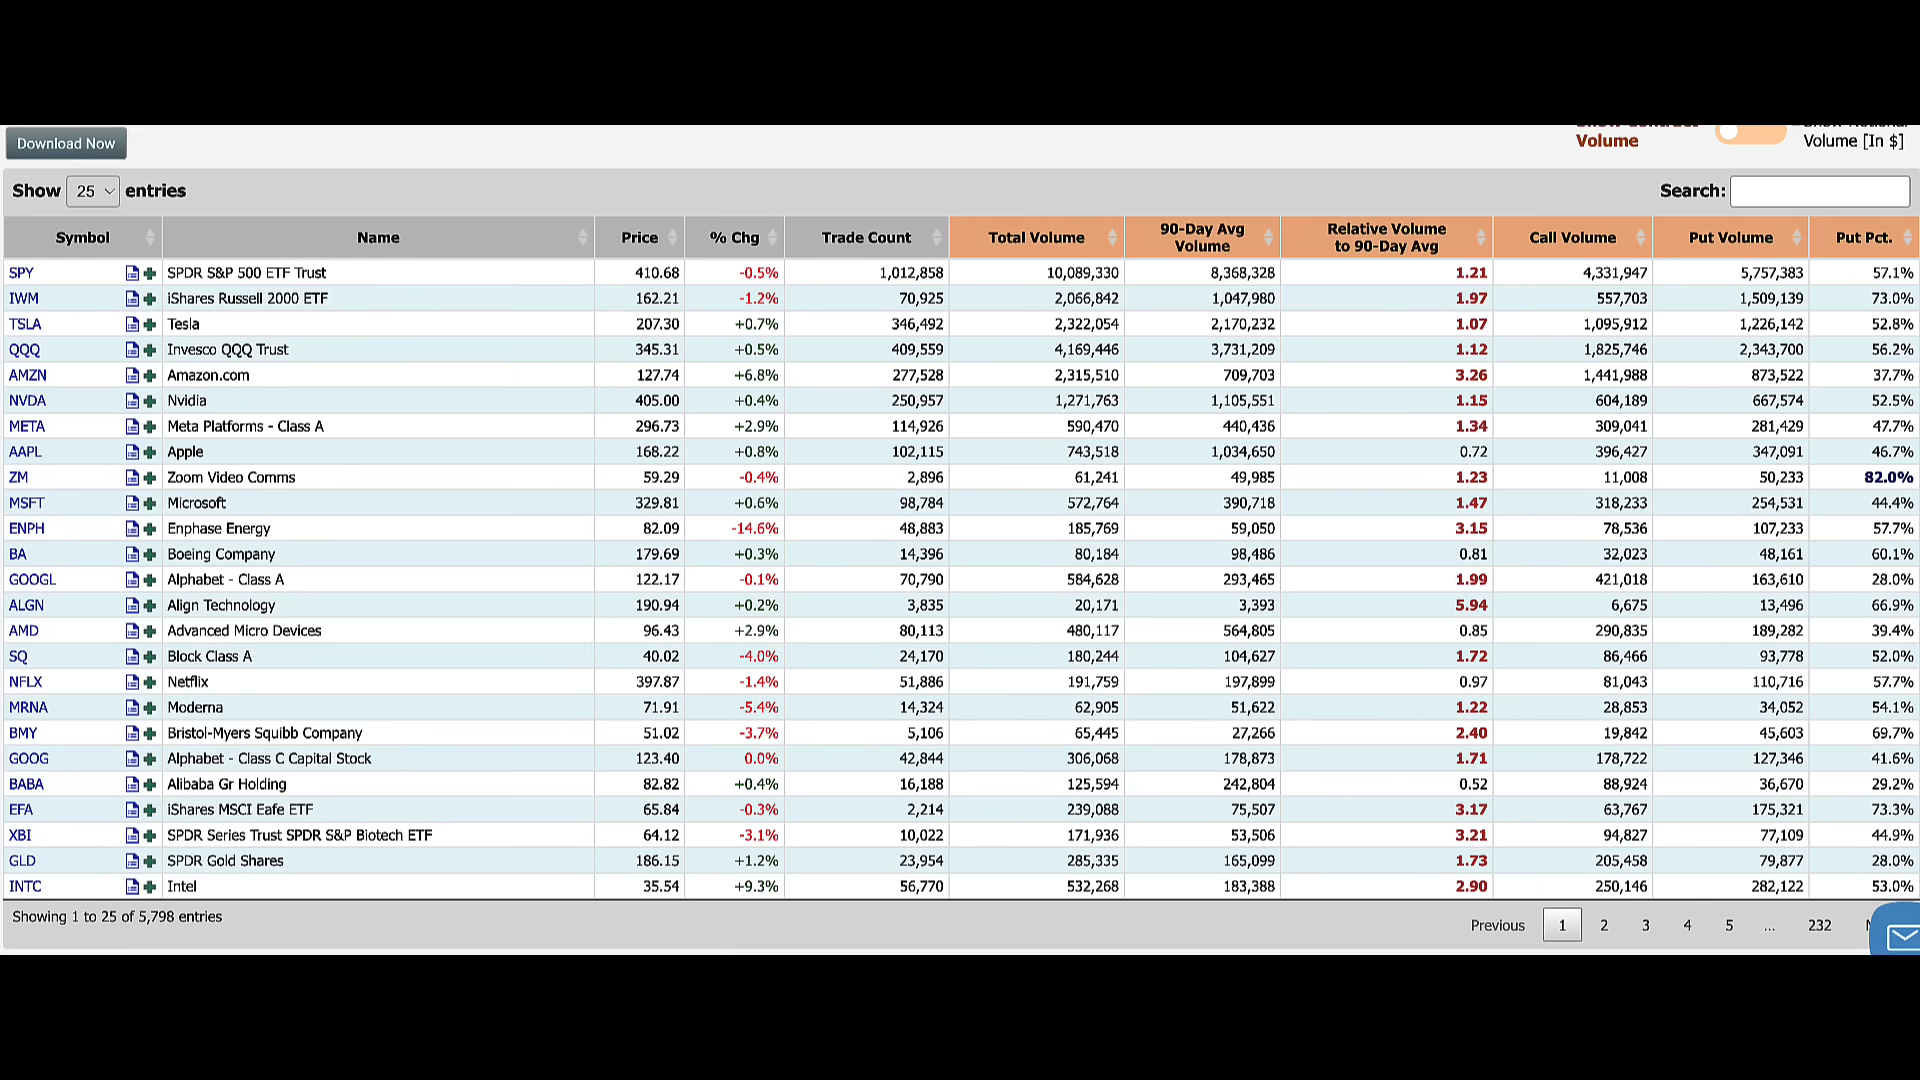 Download Now
Volume
Volume [In $]
Show 25 entries
Search:
Symbol Name Price % Chg Trade Count Total Volume 90-Day Avg Volume Relative Volume to 90-Day Avg Call Volume Put Volume Put Pct.
SPY SPDR S&P 500 ETF Trust 410.68 -0.5% 1,012,858 10,089,330 8,368,328 1.21 4,331,947 5,757,383 57.1%
IWM iShares Russell 2000 ETF 162.21 -1.2% 70,925 2,066,842 1,047,980 1.97 557,703 1,509,139 73.0%
TSLA Tesla 207.30 +0.7% 346,492 2,322,054 2,170,232 1.07 1,095,912 1,226,142 52.8%
QQQ Invesco QQQ Trust 345.31 +0.5% 409,559 4,169,446 3,731,209 1.12 1,825,746 2,343,700 56.2%
AMZN Amazon.com 127.74 +6.8% 277,528 2,315,510 709,703 3.26 1,441,988 873,522 37.7%
NVDA Nvidia 405.00 +0.4% 250,957 1,271,763 1,105,551 1.15 604,189 667,574 52.5%
META Meta Platforms - Class A 296.73 +2.9% 114,926 590,470 440,436 1.34 309,041 281,429 47.7%
AAPL Apple 168.22 +0.8% 102,115 743,518 1,034,650 0.72 396,427 347,091 46.7%
ZM Zoom Video Comms 59.29 -0.4% 2,896 61,241 49,985 1.23 11,008 50,233 82.0%
MSFT Microsoft 329.81 +0.6% 98,784 572,764 390,718 1.47 318,233 254,531 44.4%
ENPH Enphase Energy 82.09 -14.6% 48,883 185,769 59,050 3.15 78,536 107,233 57.7%
BA Boeing Company 179.69 +0.3% 14,396 80,184 98,486 0.81 32,023 48,161 60.1%
GOOGL Alphabet - Class A 122.17 -0.1% 70,790 584,628 293,465 1.99 421,018 163,610 28.0%
ALGN Align Technology 190.94 +0.2% 3,835 20,171 3,393 5.94 6,675 13,496 66.9%
AMD Advanced Micro Devices 96.43 +2.9% 80,113 480,117 564,805 0.85 290,835 189,282 39.4%
SQ Block Class A 40.02 -4.0% 24,170 180,244 104,627 1.72 86,466 93,778 52.0%
NFLX Netflix 397.87 -1.4% 51,886 191,759 197,899 0.97 81,043 110,716 57.7%
MRNA Moderna 71.91 -5.4% 14,324 62,905 51,622 1.22 28,853 34,052 54.1%
BMY Bristol-Myers Squibb Company 51.02 -3.7% 5,106 65,445 27,266 2.40 19,842 45,603 69.7%
GOOG Alphabet - Class C Capital Stock 123.40 0.0% 42,844 306,068 178,873 1.71 178,722 127,346 41.6%
BABA Alibaba Gr Holding 82.82 +0.4% 16,188 125,594 242,804 0.52 88,924 36,670 29.2%
EFA iShares MSCI Eafe ETF 65.84 -0.3% 2,214 239,088 75,507 3.17 63,767 175,321 73.3%
XBI SPDR Series Trust SPDR S&P Biotech ETF 64.12 -3.1% 10,022 171,936 53,506 3.21 94,827 77,109 44.9%
GLD SPDR Gold Shares 186.15 +1.2% 23,954 285,335 165,099 1.73 205,458 79,877 28.0%
INTC Intel 35.54 +9.3% 56,770 532,268 183,388 2.90 250,146 282,122 53.0%
Showing 1 to 25 of 5,798 entries
Previous 1 2 3 4 5 ... 232